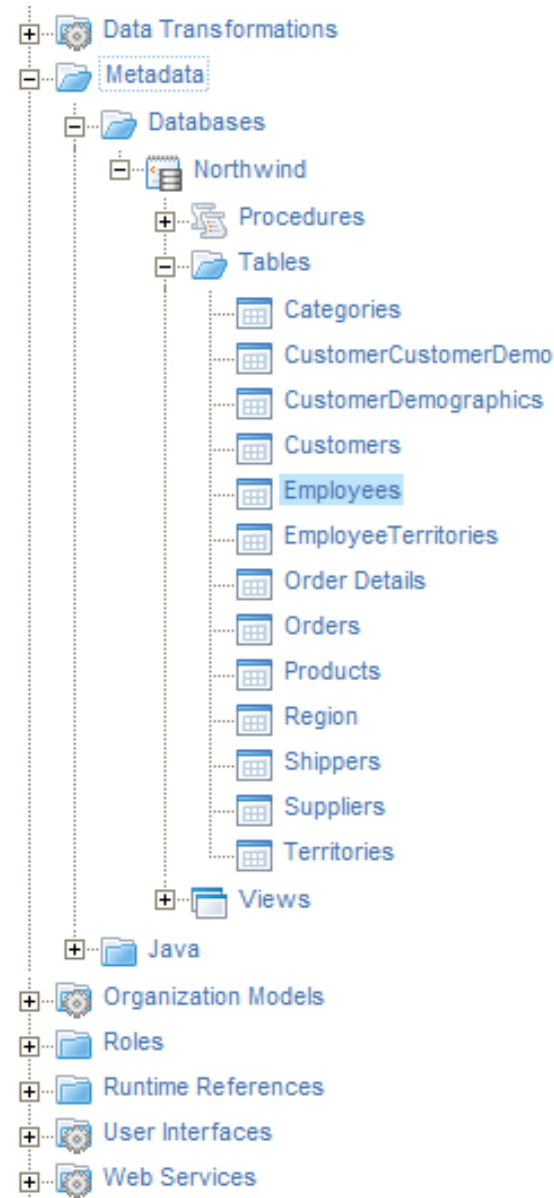 Data Transformations
Metadata
Databases
Northwind
Procedures
Tables
Categories
CustomerCustomerDemo
CustomerDemographics
Customers
Employees
EmployeeTerritories
Order Details
Orders
Products
Region
Shippers
Suppliers
Territories
Views
Java
Organization Models
Roles
Runtime References
User Interfaces
Web Services